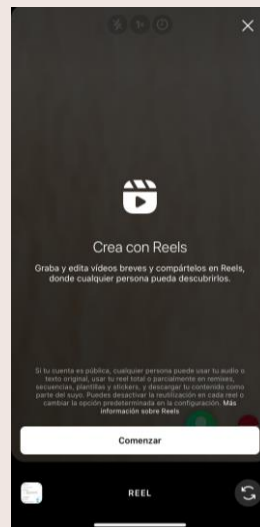 Crea con Reels
Graba y edita vídeos breves y compártelos en Reels,
donde cualquier persona pueda descubrirlos.
Si tu cuenta es pública, cualquier persona puede usar tu audio o
texto original, usar tu reel total o parcialmente en remixes,
secuencias, plantillas y stickers, y descargar tu contenido como
parte del suyo. Puedes desactivar la reutilización en cada reel o
cambiar la opción predeterminada en la configuración. Más
información sobre Reels
Comenzar
REEL